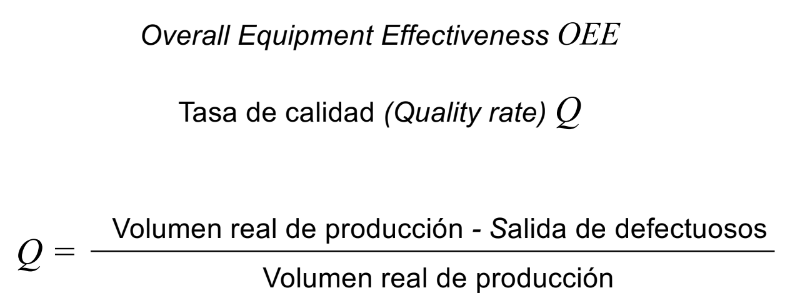 Overall Equipment Effectiveness OEE
Tasa de calidad (Quality rate) Q
Volumen real de producción - Salida de defectuosos
Q =
Volumen real de producción